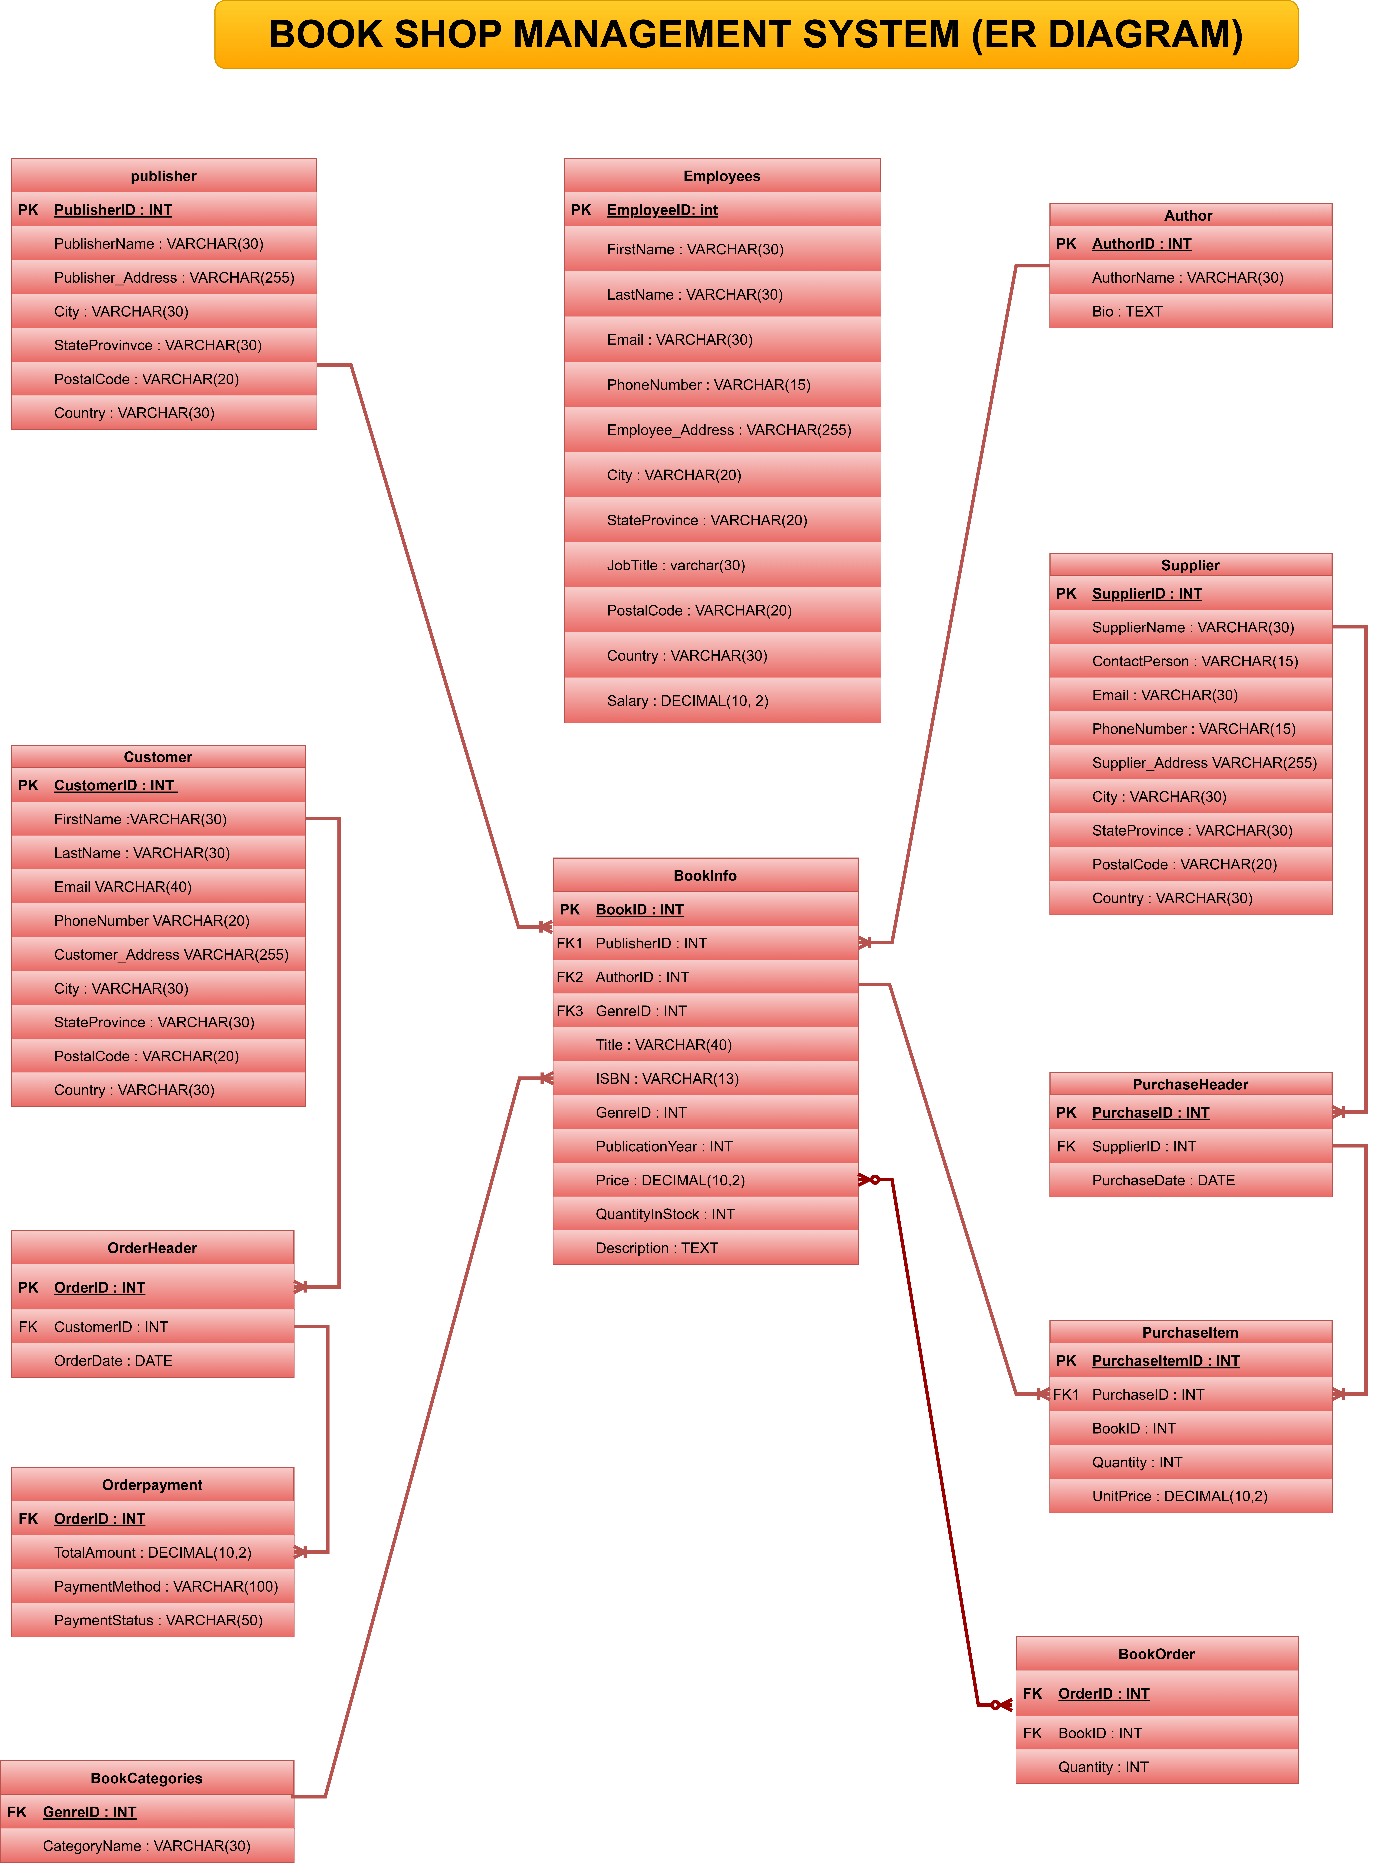 BOOK SHOP MANAGEMENT SYSTEM (ER DIAGRAM)
publisher
PK PublisherID : INT
PublisherName : VARCHAR(30)
Publisher_Address : VARCHAR(255)
City : VARCHAR(30)
StateProvinvce : VARCHAR(30)
PostalCode : VARCHAR(20)
Country : VARCHAR(30)
Employees
PK EmployeeID: int
FirstName : VARCHAR(30)
LastName : VARCHAR(30)
Email : VARCHAR(30)
PhoneNumber : VARCHAR(15)
Employee_Address : VARCHAR(255)
City : VARCHAR(20)
StateProvince : VARCHAR(20)
JobTitle : varchar(30)
PostalCode : VARCHAR(20)
Country : VARCHAR(30)
Salary : DECIMAL(10, 2)
Author
PK AuthorID : INT
AuthorName : VARCHAR(30)
Bio : TEXT
Supplier
PK SupplierID : INT
SupplierName : VARCHAR(30)
ContactPerson : VARCHAR(15)
Email : VARCHAR(30)
PhoneNumber : VARCHAR(15)
Supplier_Address VARCHAR(255)
City : VARCHAR(30)
StateProvince : VARCHAR(30)
PostalCode : VARCHAR(20)
Country : VARCHAR(30)
Customer
PK CustomerID : INT
FirstName :VARCHAR(30)
LastName : VARCHAR(30)
Email VARCHAR(40)
PhoneNumber VARCHAR(20)
Customer_Address VARCHAR(255)
City : VARCHAR(30)
StateProvince : VARCHAR(30)
PostalCode : VARCHAR(20)
Country : VARCHAR(30)
BookInfo
PK BookID : INT
FK1 PublisherID : INT
FK2 AuthorID : INT
FK3 GenreID : INT
Title : VARCHAR(40)
ISBN : VARCHAR(13)
GenreID : INT
PublicationYear : INT
Price : DECIMAL(10,2)
QuantityInStock : INT
Description : TEXT
PurchaseHeader
PK PurchaseID : INT
FK SupplierID : INT
PurchaseDate : DATE
OrderHeader
PK OrderID : INT
FK CustomerID : INT
OrderDate : DATE
PurchaseItem
PK PurchaseItemID : INT
FK1 PurchaseID : INT
BookID : INT
Quantity : INT
UnitPrice : DECIMAL(10,2)
Orderpayment
FK OrderID : INT
TotalAmount : DECIMAL(10,2)
PaymentMethod : VARCHAR(100)
PaymentStatus : VARCHAR(50)
BookOrder
FK OrderID : INT
FK BookID : INT
Quantity : INT
BookCategories
FK GenreID : INT
CategoryName : VARCHAR(30)